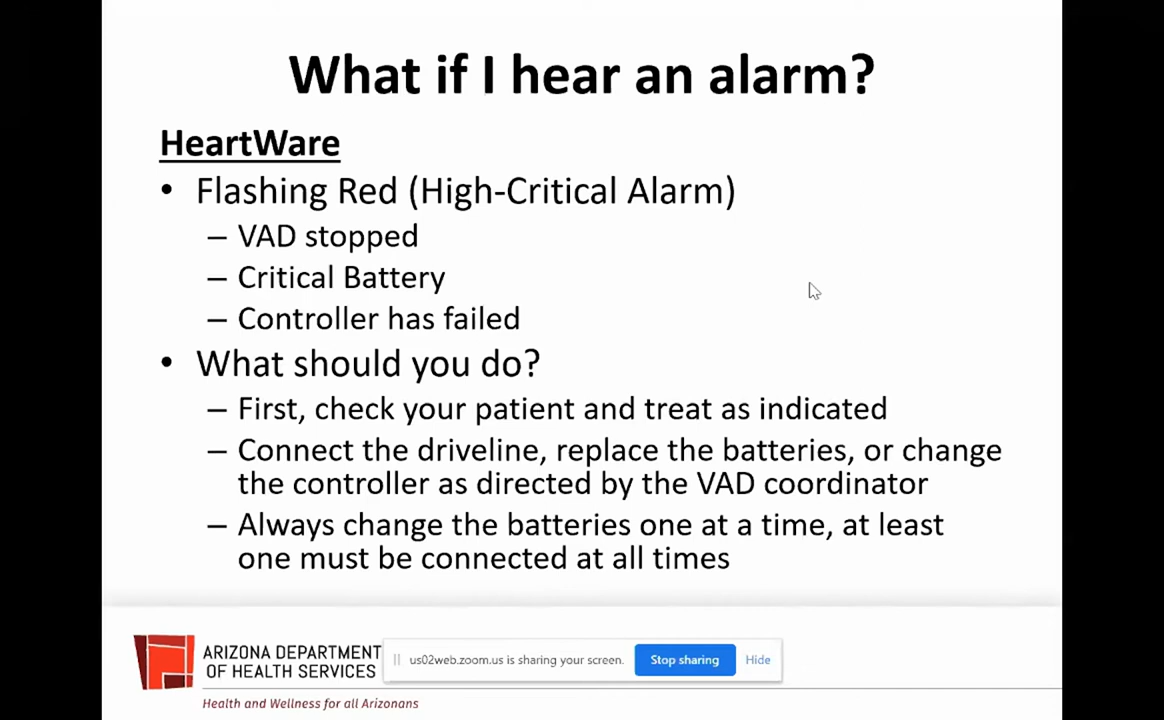 What if I hear an alarm?
HeartWare
• Flashing Red (High-Critical Alarm)
– VAD stopped
– Critical Battery
– Controller has failed
• What should you do?
– First, check your patient and treat as indicated
– Connect the driveline, replace the batteries, or change
the controller as directed by the VAD coordinator
– Always change the batteries one at a time, at least
one must be connected at all times
ARIZONA DEPARTMENT
OF HEALTH SERVICES
us02web.zoom.us is sharing your screen. Stop sharing Hide
Health and Wellness for all Arizonans